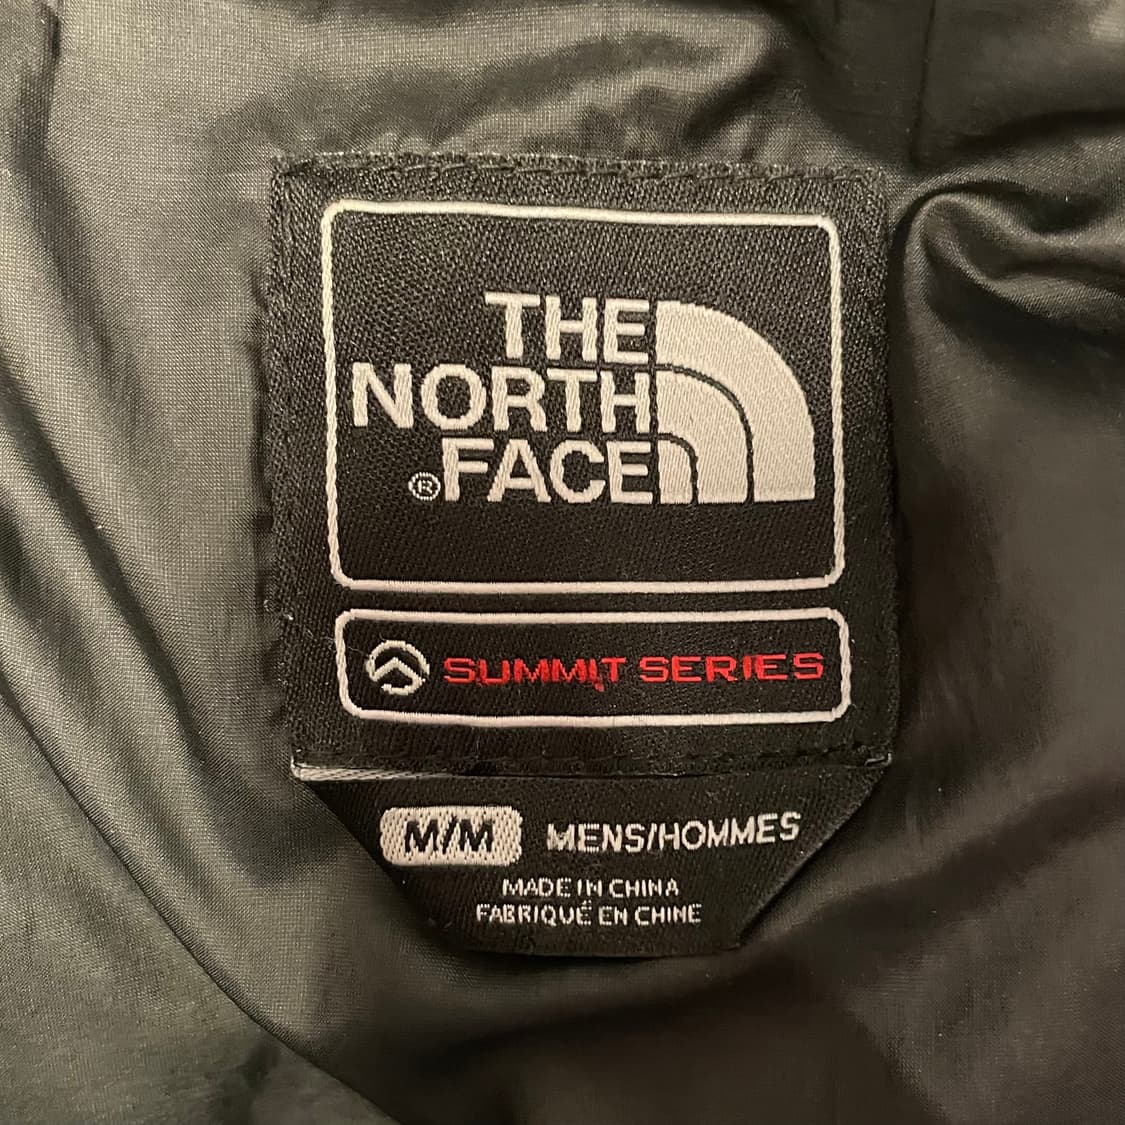 THE
NORTH
®FACE
SUMMIT SERIES
M/M MENS/HOMMES
MADE IN CHINA
FABRIQUÉ EN CHINE